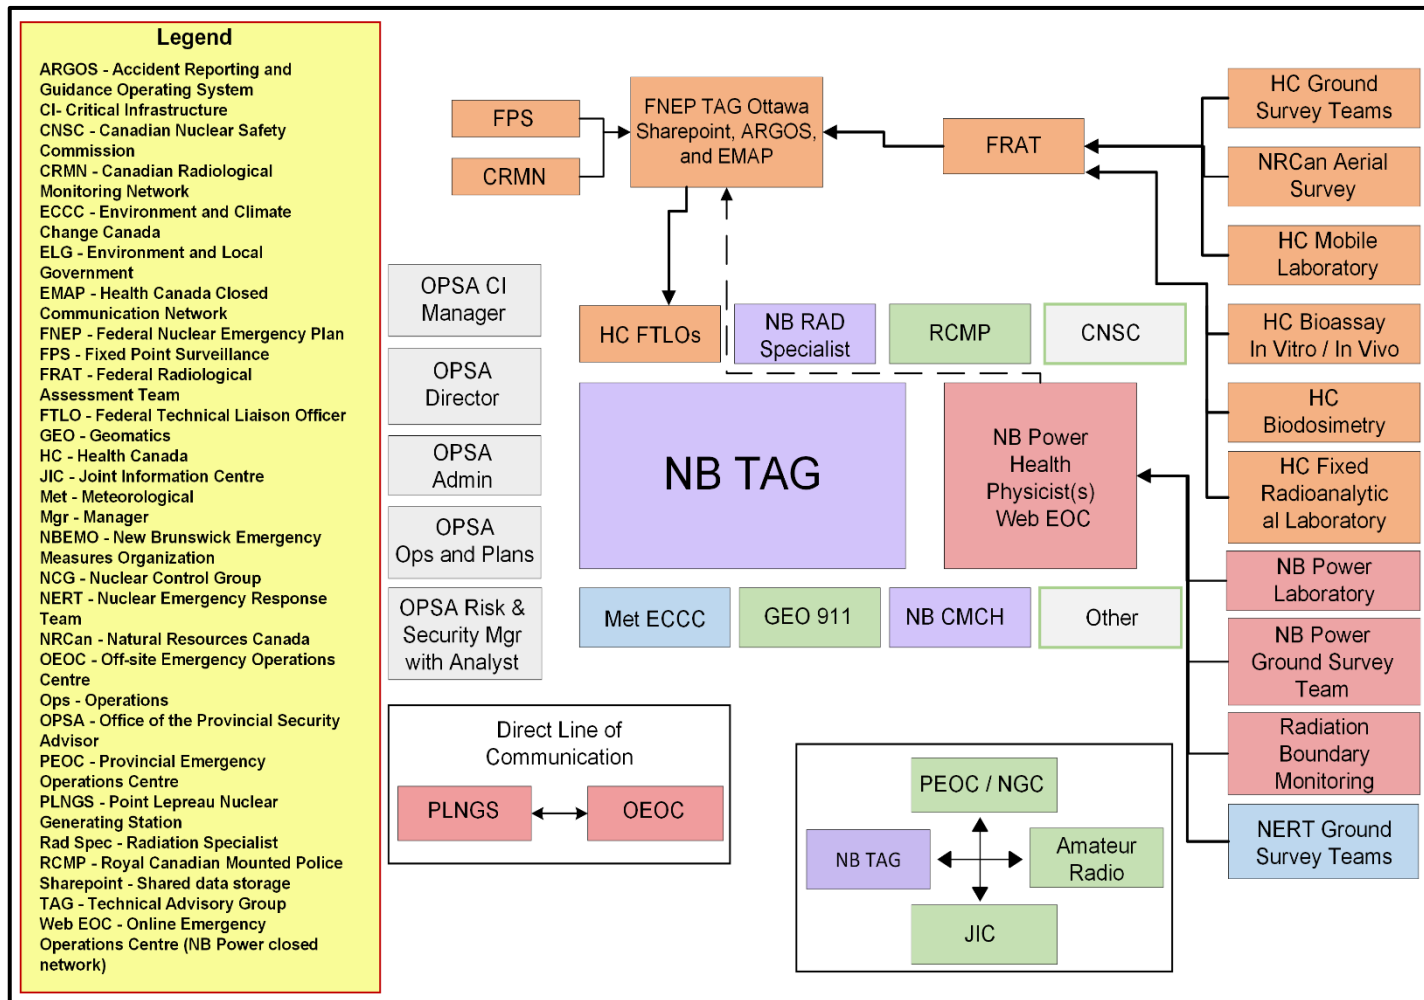 Legend
ARGOS - Accident Reporting and
Guidance Operating System
CI- Critical Infrastructure
CNSC - Canadian Nuclear Safety
Commission
CRMN - Canadian Radiological
Monitoring Network
ECCC - Environment and Climate
Change Canada
ELG - Environment and Local
Government
EMAP - Health Canada Closed
Communication Network
FNEP - Federal Nuclear Emergency Plan
FPS - Fixed Point Surveillance
FRAT - Federal Radiological
Assessment Team
FTLO - Federal Technical Liaison Officer
GEO - Geomatics
HC - Health Canada
JIC - Joint Information Centre
Met - Meteorological
Mgr - Manager
NBEMO - New Brunswick Emergency
Measures Organization
NCG - Nuclear Control Group
NERT - Nuclear Emergency Response
Team
NRCan - Natural Resources Canada
OEOC - Off-site Emergency Operations
Centre
Ops - Operations
OPSA - Office of the Provincial Security
Advisor
PEOC - Provincial Emergency
Operations Centre
PLNGS - Point Lepreau Nuclear
Generating Station
Rad Spec - Radiation Specialist
RCMP - Royal Canadian Mounted Police
Sharepoint - Shared data storage
TAG - Technical Advisory Group
Web EOC - Online Emergency
Operations Centre (NB Power closed
network)
FPS
CRMN
FNEP TAG Ottawa
Sharepoint, ARGOS,
and EMAP
FRAT
HC Ground
Survey Teams
NRCan Aerial
Survey
HC Mobile
Laboratory
HC Bioassay
In Vitro / In Vivo
HC
Biodosimetry
HC Fixed
Radioanalytic
al Laboratory
NB Power
Laboratory
NB Power
Ground Survey
Team
Radiation
Boundary
Monitoring
NERT Ground
Survey Teams
OPSA CI
Manager
OPSA
Director
OPSA
Admin
OPSA
Ops and Plans
OPSA Risk &
Security Mgr
with Analyst
HC FTLOs
NB RAD
Specialist
RCMP
CNSC
NB TAG
NB Power
Health
Physicist(s)
Web EOC
Met ECCC
GEO 911
NB CMCH
Other
Direct Line of
Communication
PLNGS
OEOC
PEOC / NGC
NB TAG
Amateur
Radio
JIC